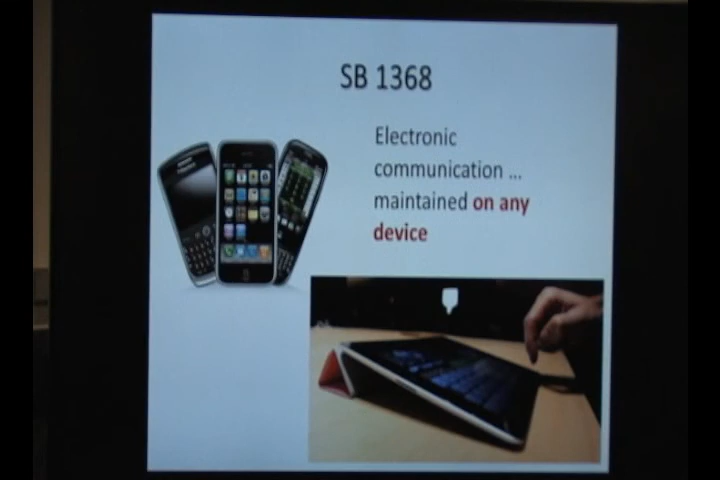 SB 1368
Electronic
communication ...
maintained on any
device